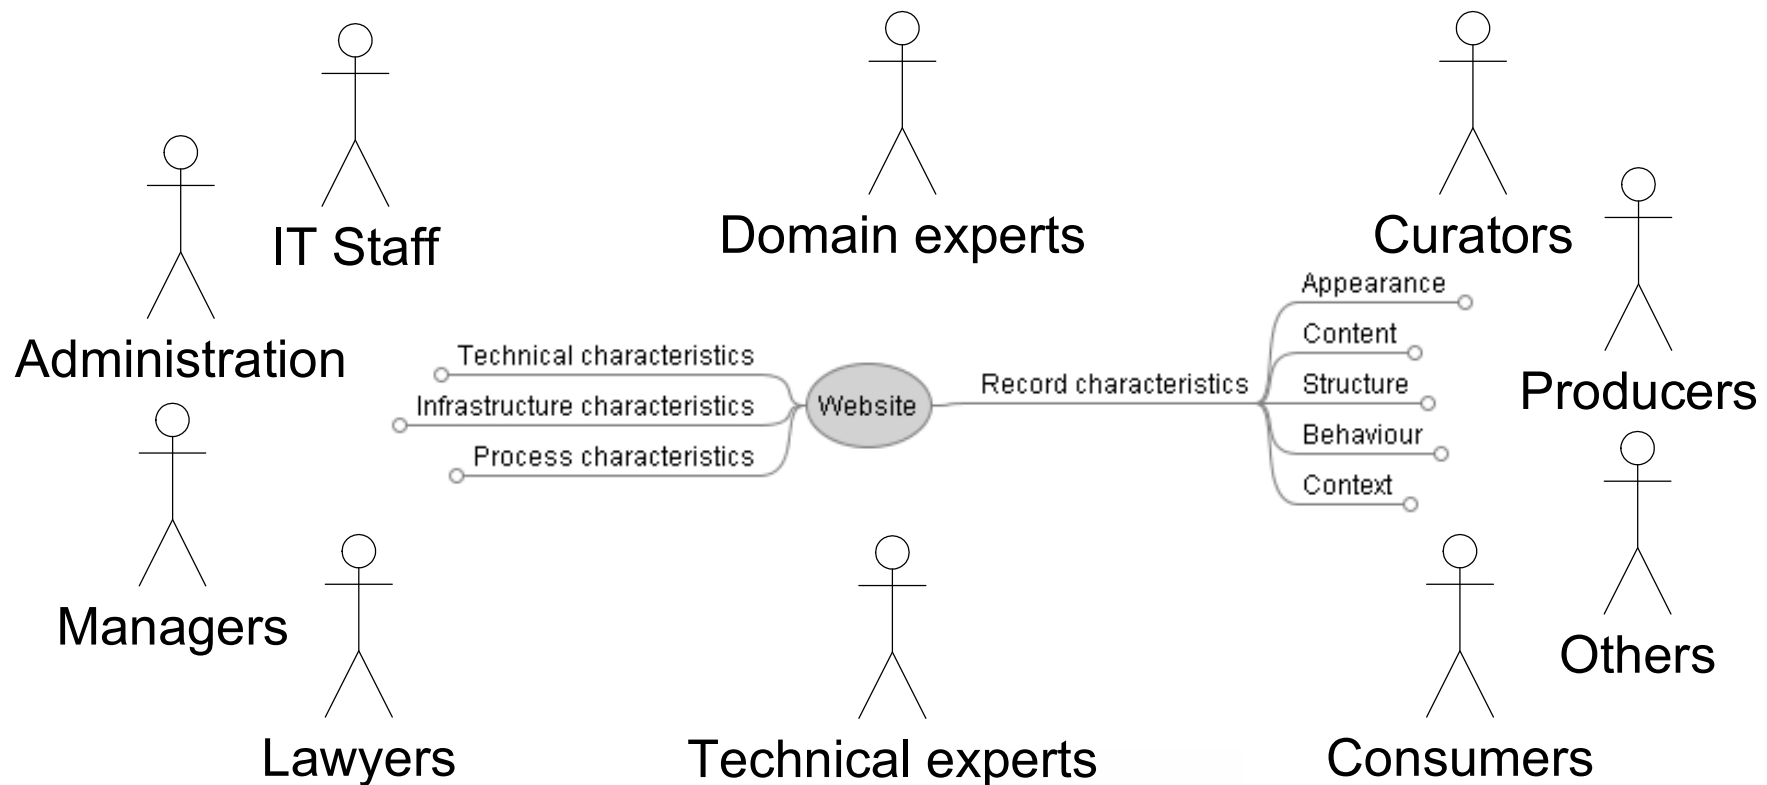 IT Staff
Domain experts
Curators
Administration
Producers
Appearance
Content
Technical characteristics
Record characteristics
Structure
Infrastructure characteristics
Website
Behaviour
Process characteristics
Context
Managers
Others
Lawyers
Technical experts
Consumers